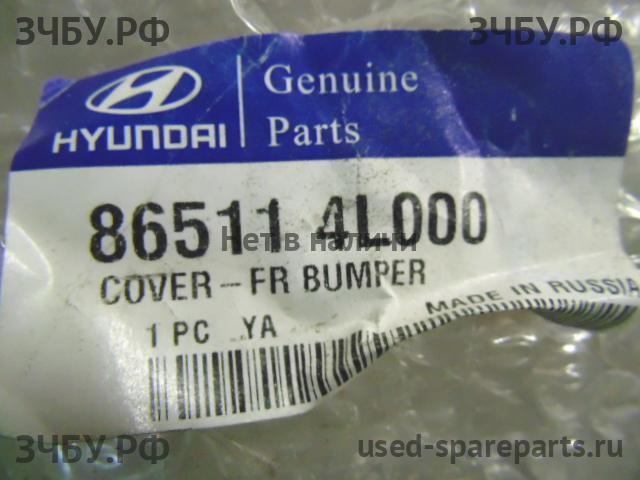 ЗЧБУ.РФ
ЗЧБУ.РФ
HYUNDAI
Genuine
Parts
86511 4L000
Нет в наличи
COVER-FR BUMPER
MADE IN RUSSIA
1 PC YA
ЗЧБУ.РФ
used-spareparts.ru